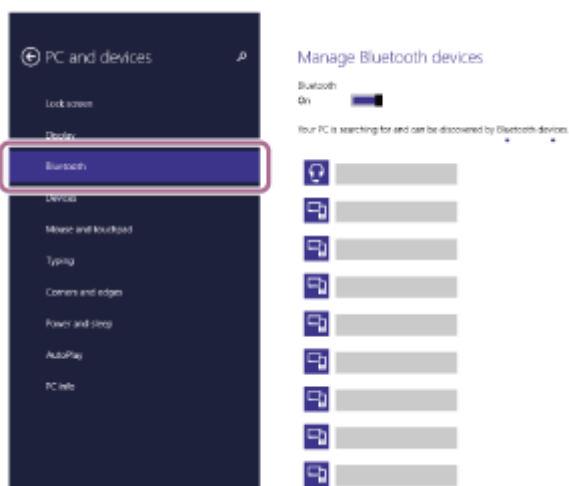 PC and devices
Lock screen
Display
Bluetooth
Devices
Mouse and touchpad
Typing
Corners and edges
Power and sleep
AutoPlay
PC info
Manage Bluetooth devices
Bluetooth
On
Your PC is searching for and can be discovered by Bluetooth devices